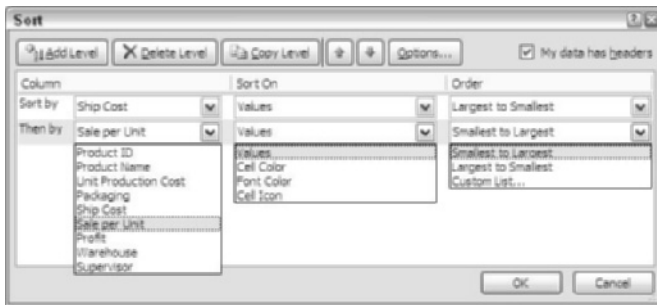 Sort
Add Level Delete Level Copy Level Options... My data has headers
Column Sort On Order
Sort by Ship Cost Values Largest to Smallest
Then by Sale per Unit Values Smallest to Largest
Product ID Values Smallest to Largest
Product Name Cell Color Largest to Smallest
Unit Production Cost Font Color Custom List...
Packaging Cell Icon
Ship Cost
Sale per Unit
Profit
Warehouse
Supervisor
OK Cancel